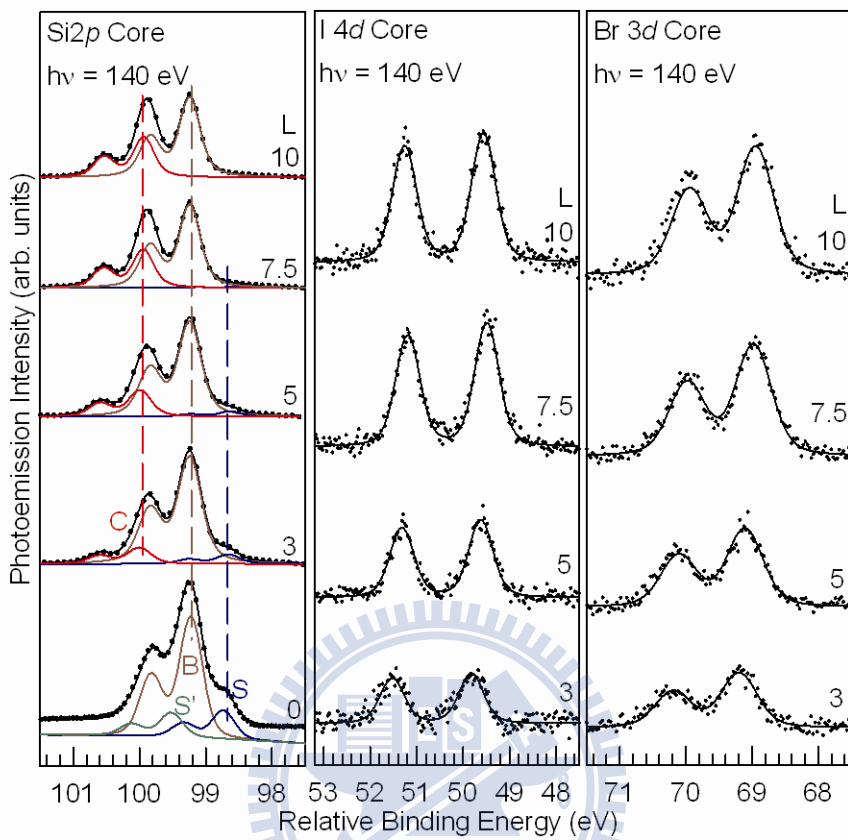 Si2p Core
hν = 140 eV
L
10
7.5
5
C
3
B
S
S'
0
I 4d Core
hν = 140 eV
L
10
7.5
5
3
Br 3d Core
hν = 140 eV
L
10
7.5
5
3
Photoemission Intensity (arb. units)
101 100 99 98
53 52 51 50 49 48
71 70 69 68
Relative Binding Energy (eV)